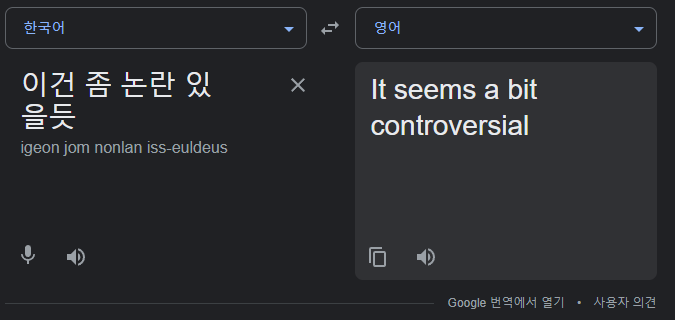 한국어
영어
이건 좀 논란 있
을듯
igeon jom nonlan iss-euldeus
It seems a bit
controversial
Google 번역에서 열기 • 사용자 의견